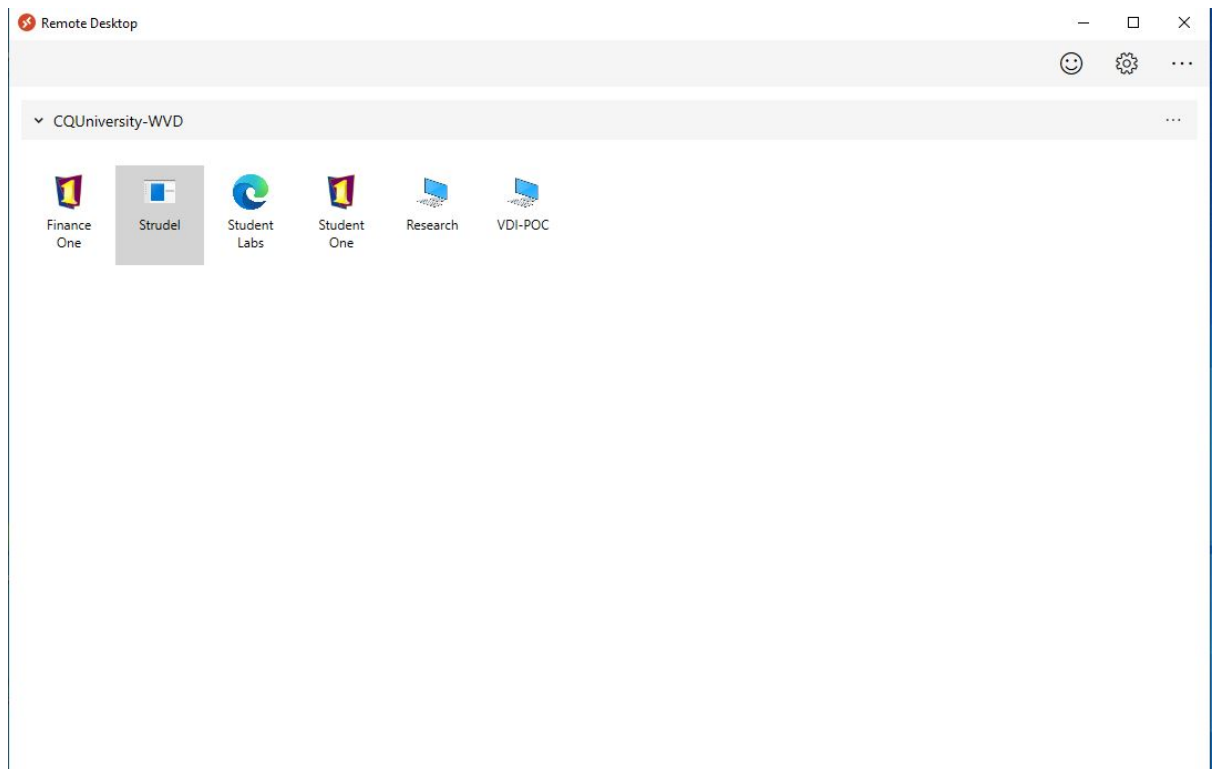 Remote Desktop
CQUniversity-WVD
Finance
One
Strudel
Student
Labs
Student
One
Research
VDI-POC